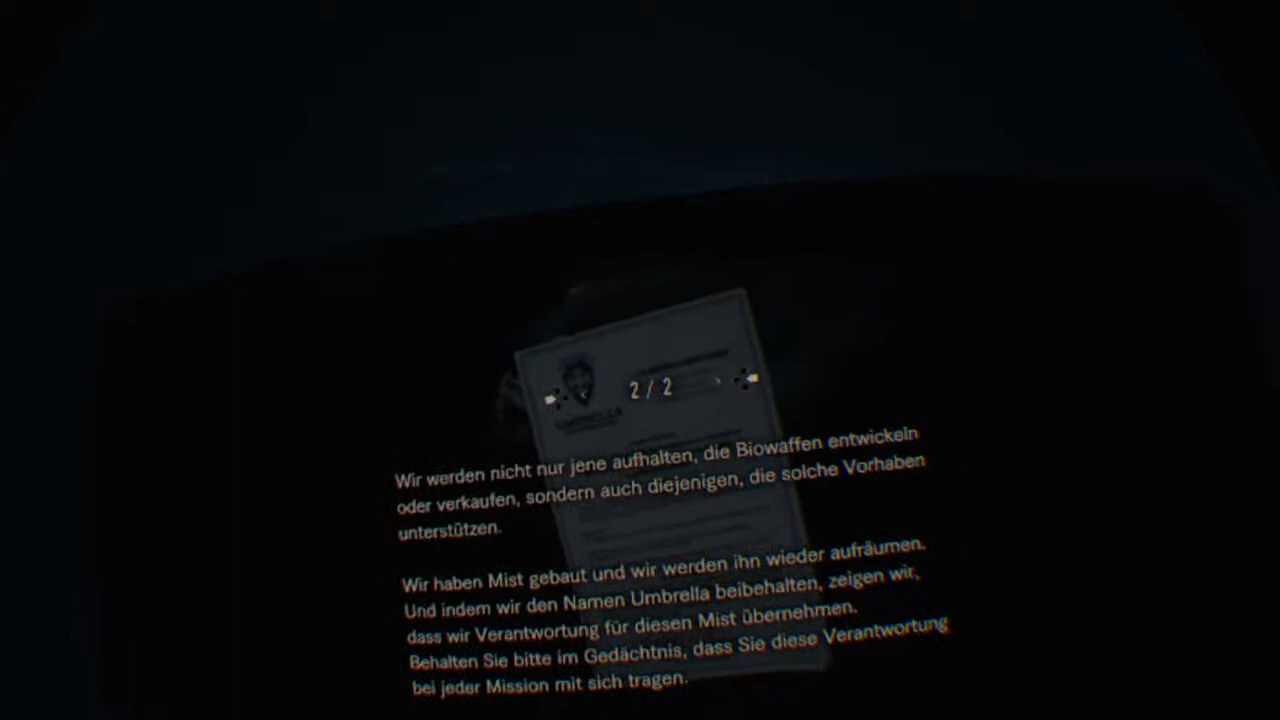 2 / 2
UMBRELLA
Wir werden nicht nur jene aufhalten, die Biowaffen entwickeln
oder verkaufen, sondern auch diejenigen, die solche Vorhaben
unterstützen.
Wir haben Mist gebaut und wir werden ihn wieder aufräumen.
Und indem wir den Namen Umbrella beibehalten, zeigen wir,
dass wir Verantwortung für diesen Mist übernehmen.
Behalten Sie bitte im Gedächtnis, dass Sie diese Verantwortung
bei jeder Mission mit sich tragen.